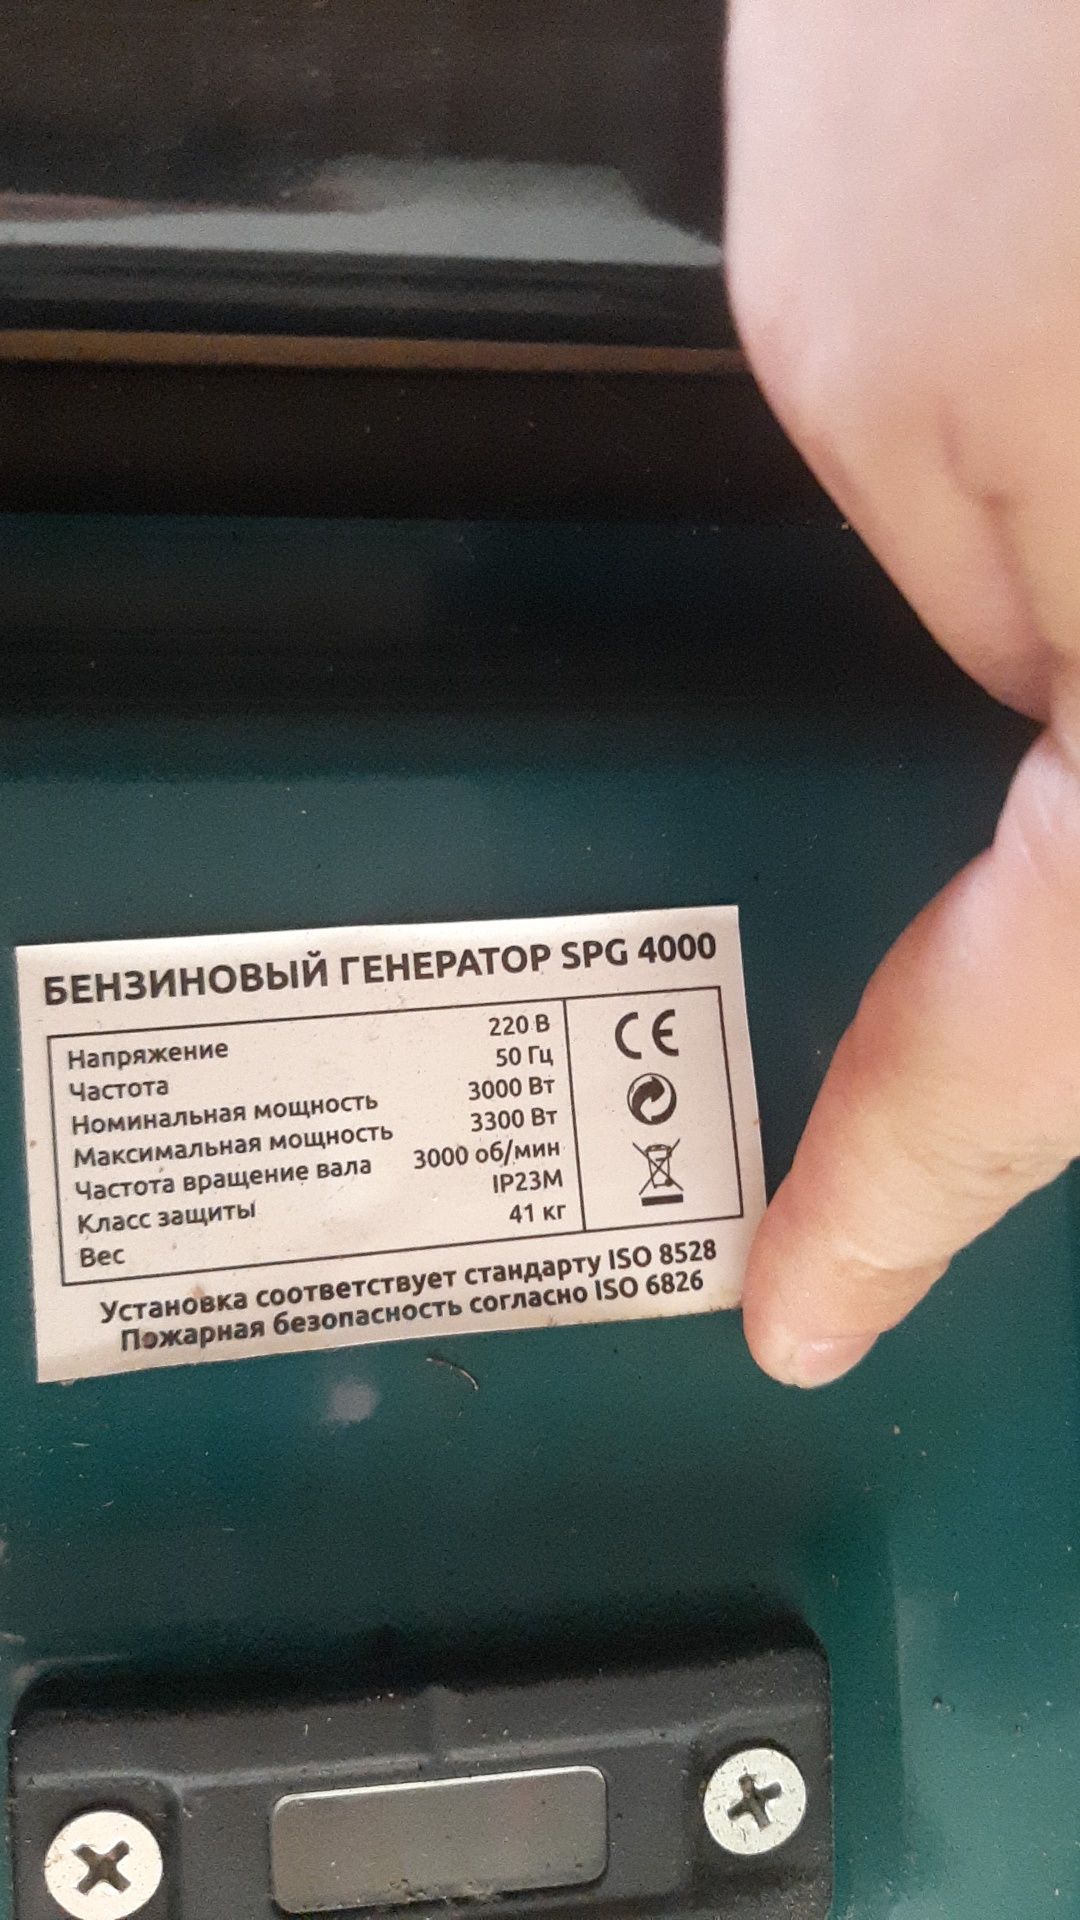 БЕНЗИНОВЫЙ ГЕНЕРАТОР SPG 4000
Напряжение 220 В
Частота 50 Гц
Номинальная мощность 3000 Вт
Максимальная мощность 3300 Вт
Частота вращение вала 3000 об/мин
Класс защиты IP23M
Вес 41 кг
CE
Установка соответствует стандарту ISO 8528
Пожарная безопасность согласно ISO 6826